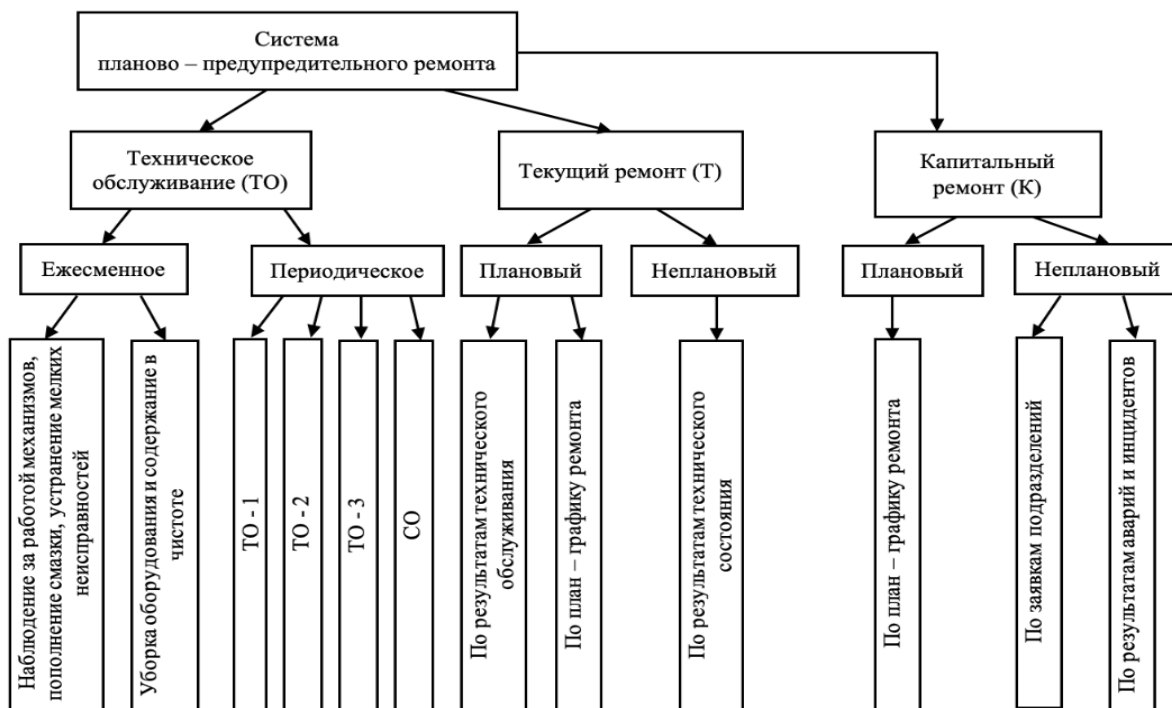 Система
планово – предупредительного ремонта
Техническое
обслуживание (ТО)
Текущий ремонт (Т)
Капитальный
ремонт (К)
Ежесменное
Периодическое
Плановый
Неплановый
Плановый
Неплановый
Наблюдение за работой механизмов,
пополнение смазки, устранение мелких
неисправностей
Уборка оборудования и содержание в
чистоте
ТО - 1
ТО - 2
ТО - 3
СО
По результатам технического
обслуживания
По план – графику ремонта
По результатам технического
состояния
По план – графику ремонта
По заявкам подразделений
По результатам аварий и инцидентов